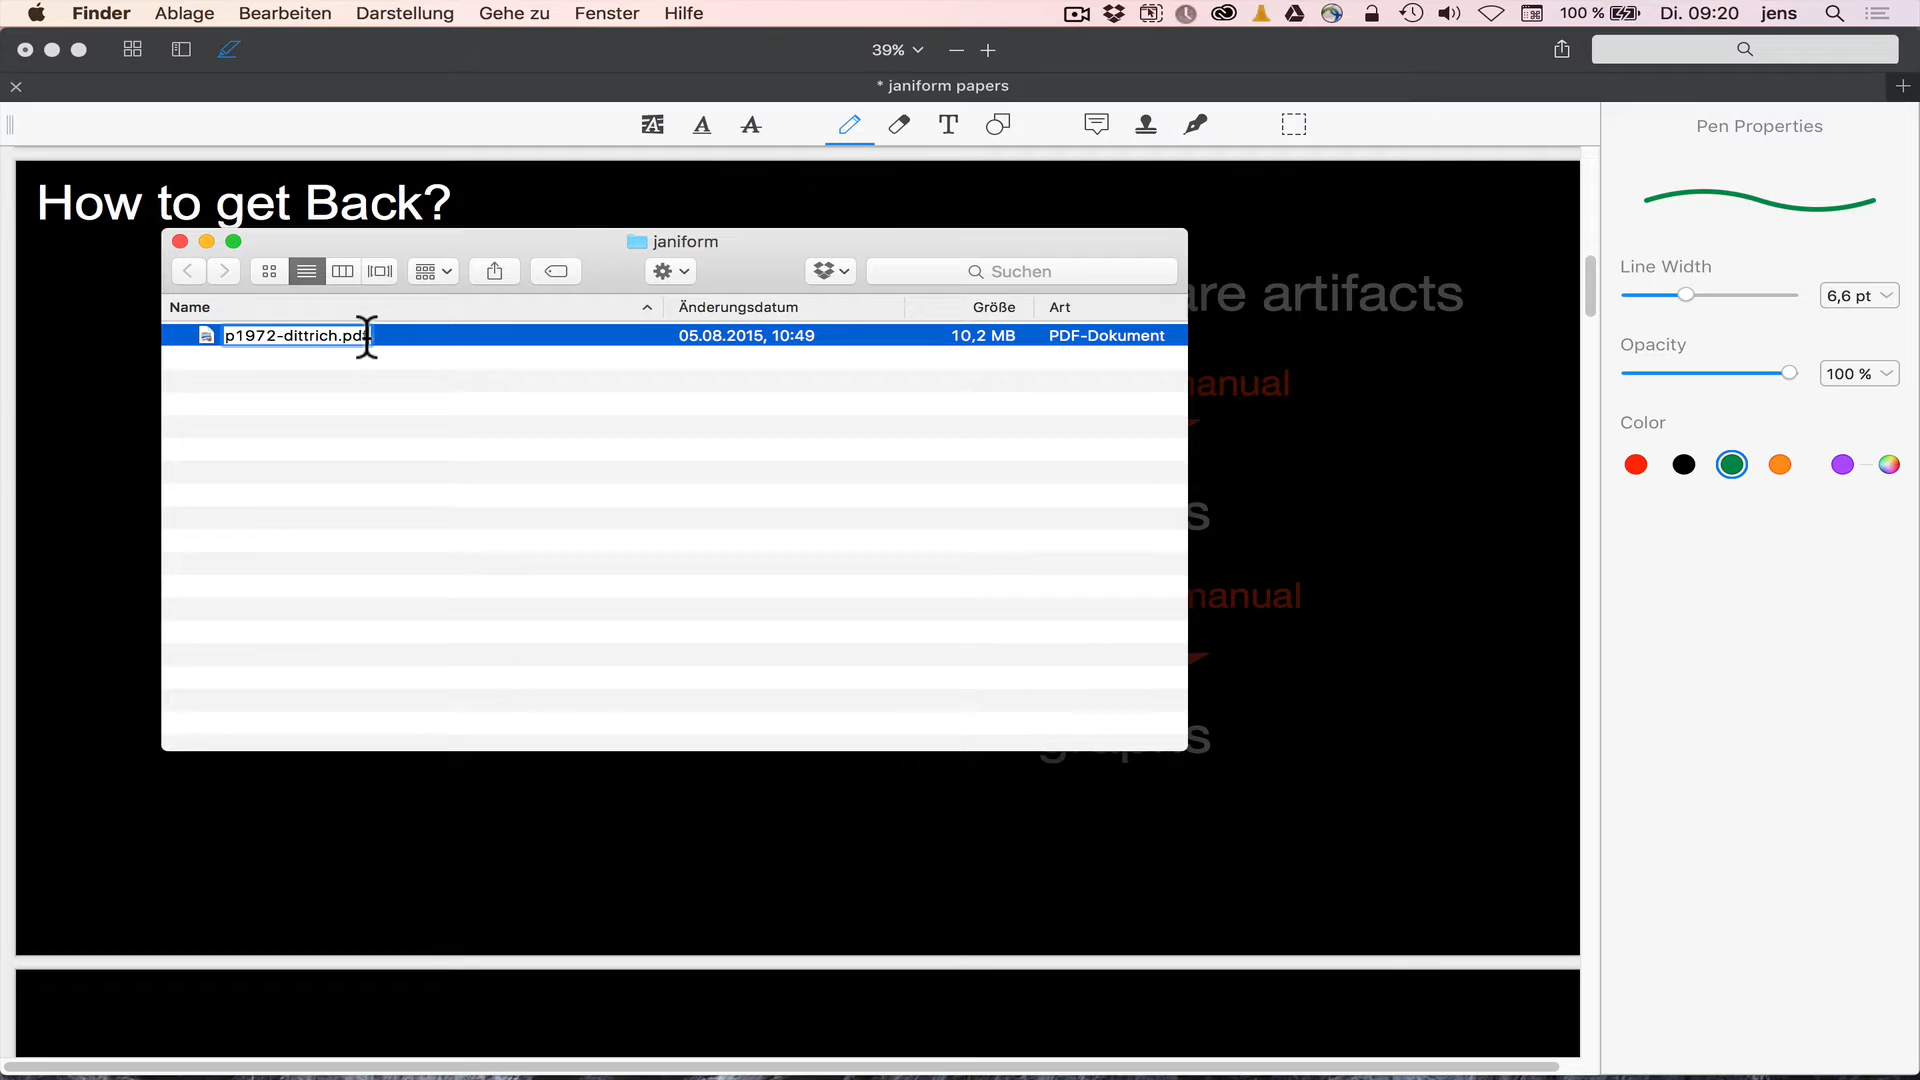 Finder Ablage Bearbeiten Darstellung Gehe zu Fenster Hilfe 100 % Di. 09:20 jens
39%
* janiform papers
Pen Properties
How to get Back?
janiform
Suchen
Name Änderungsdatum Größe Art
are artifacts
Line Width
6,6 pt
p1972-dittrich.pdf 05.08.2015, 10:49 10,2 MB PDF-Dokument
Opacity
100 %
manual
Color
s
manual
graphs